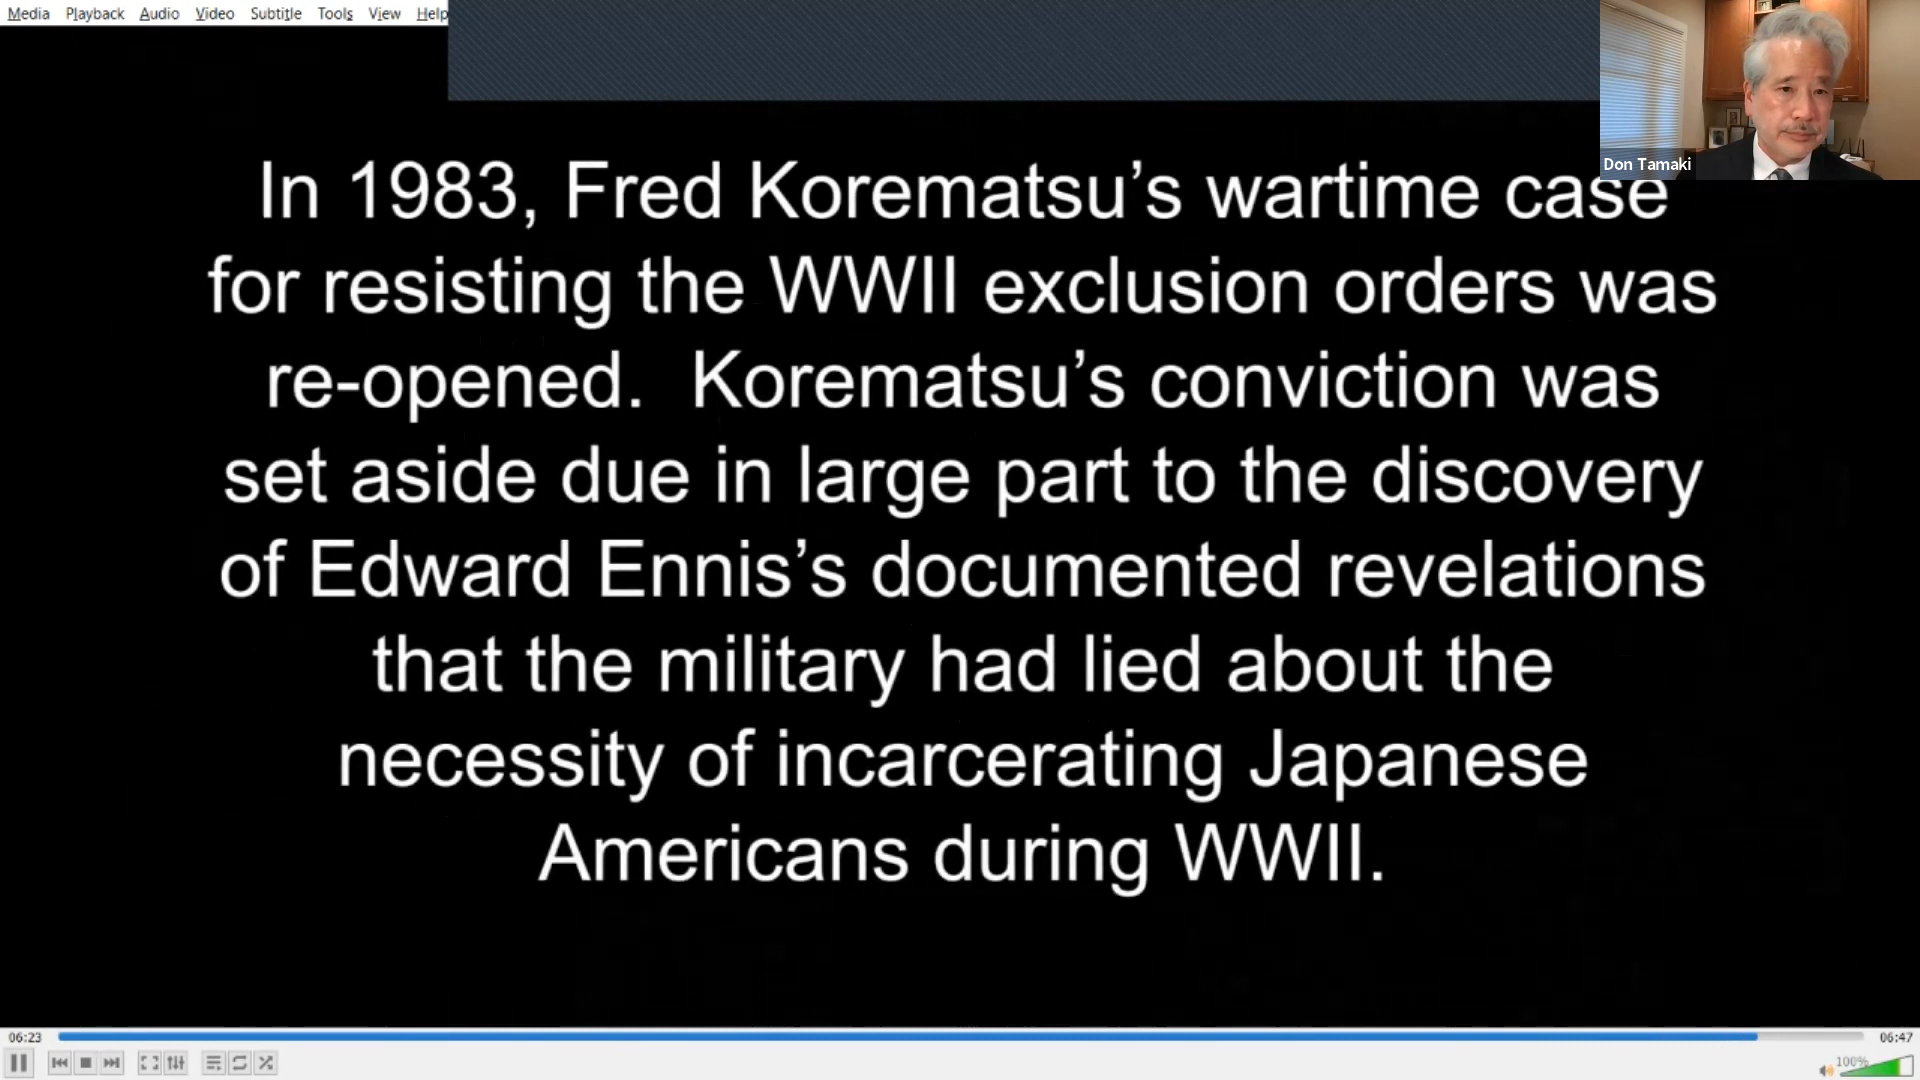 Media Playback Audio Video Subtitle Tools View Help
Don Tamaki
In 1983, Fred Korematsu’s wartime case
for resisting the WWII exclusion orders was
re-opened.  Korematsu’s conviction was
set aside due in large part to the discovery
of Edward Ennis’s documented revelations
that the military had lied about the
necessity of incarcerating Japanese
Americans during WWII.
06:23
06:47
100%